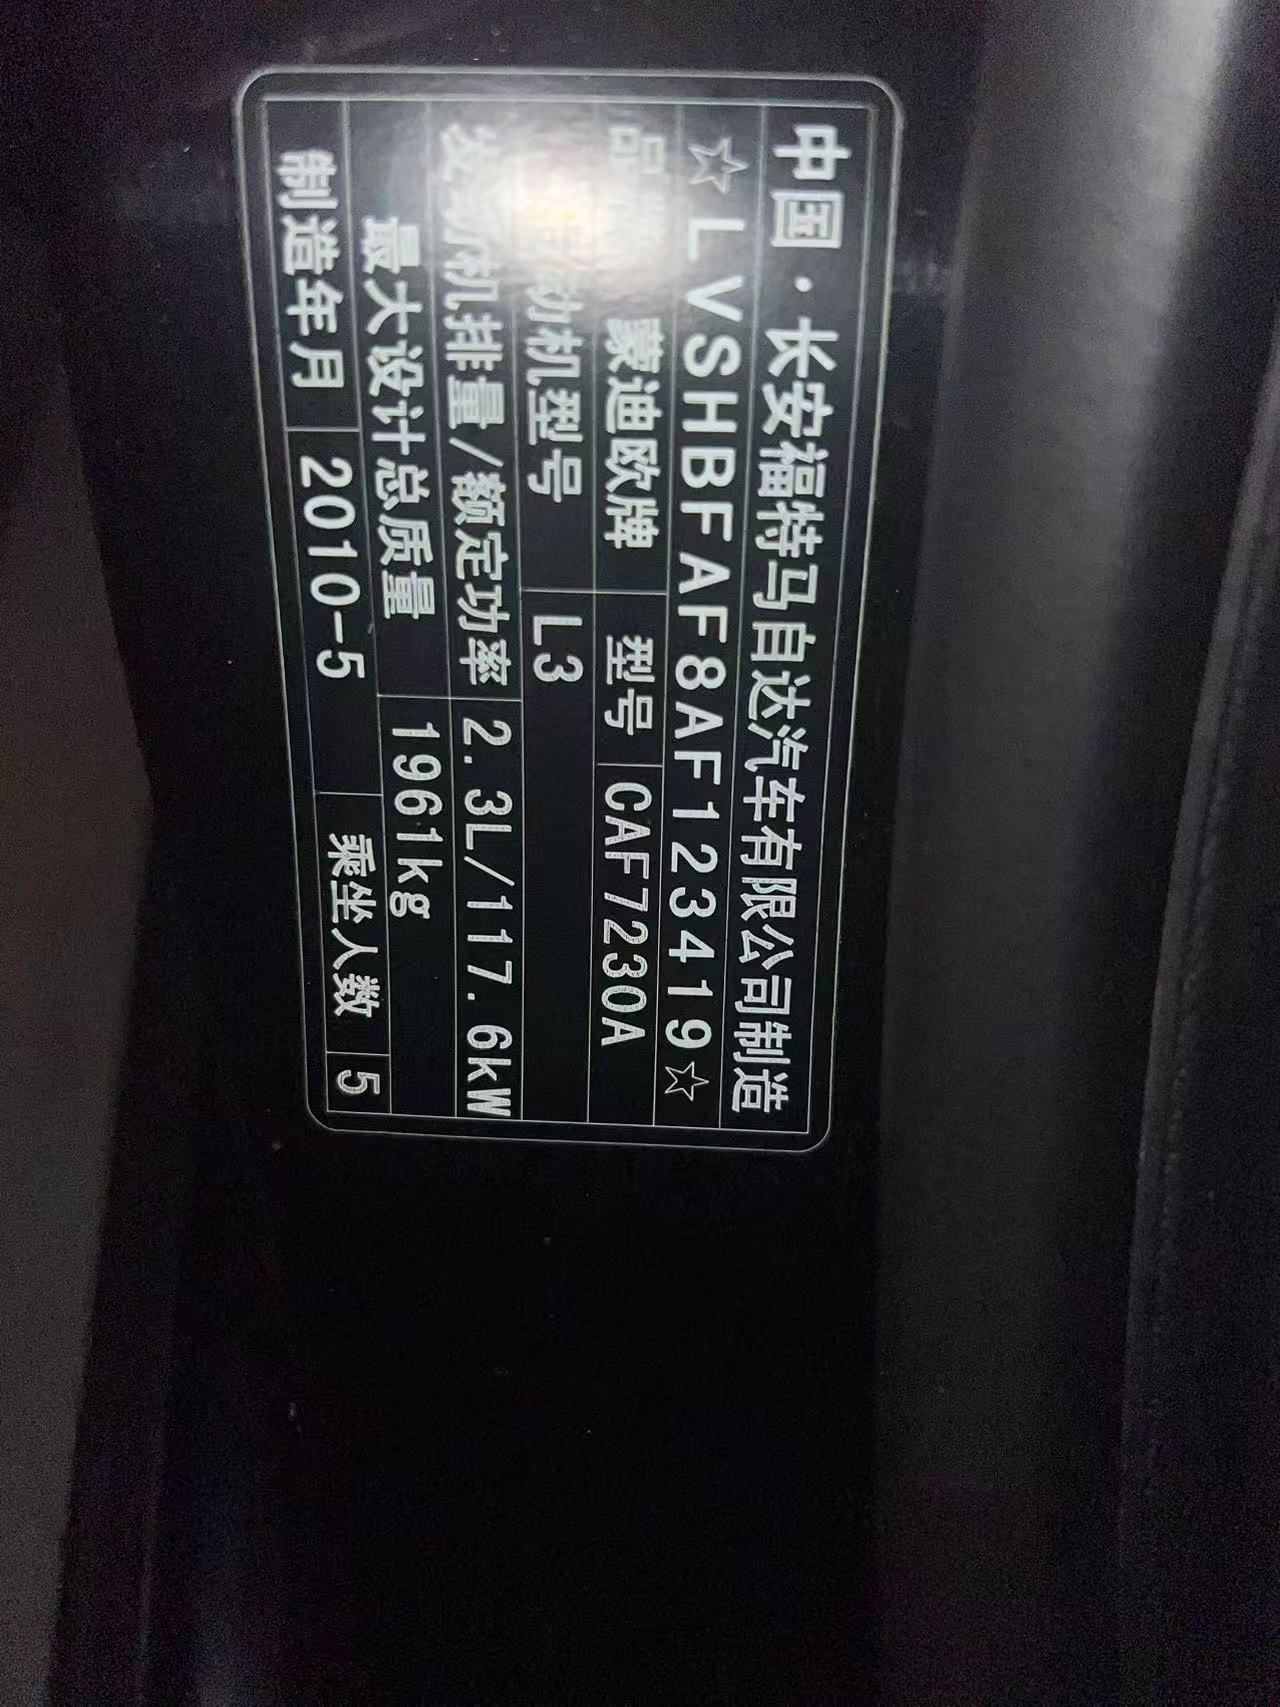 中国·长安福特马自达汽车有限公司制造
☆LVSHBFAF8AF123419☆
品 蒙迪欧牌 型号 CAF7230A
动机型号 L3
发动机排量/额定功率 2.3L/117.6kW
最大设计总质量 1961kg
制造年月 2010-5 乘坐人数 5